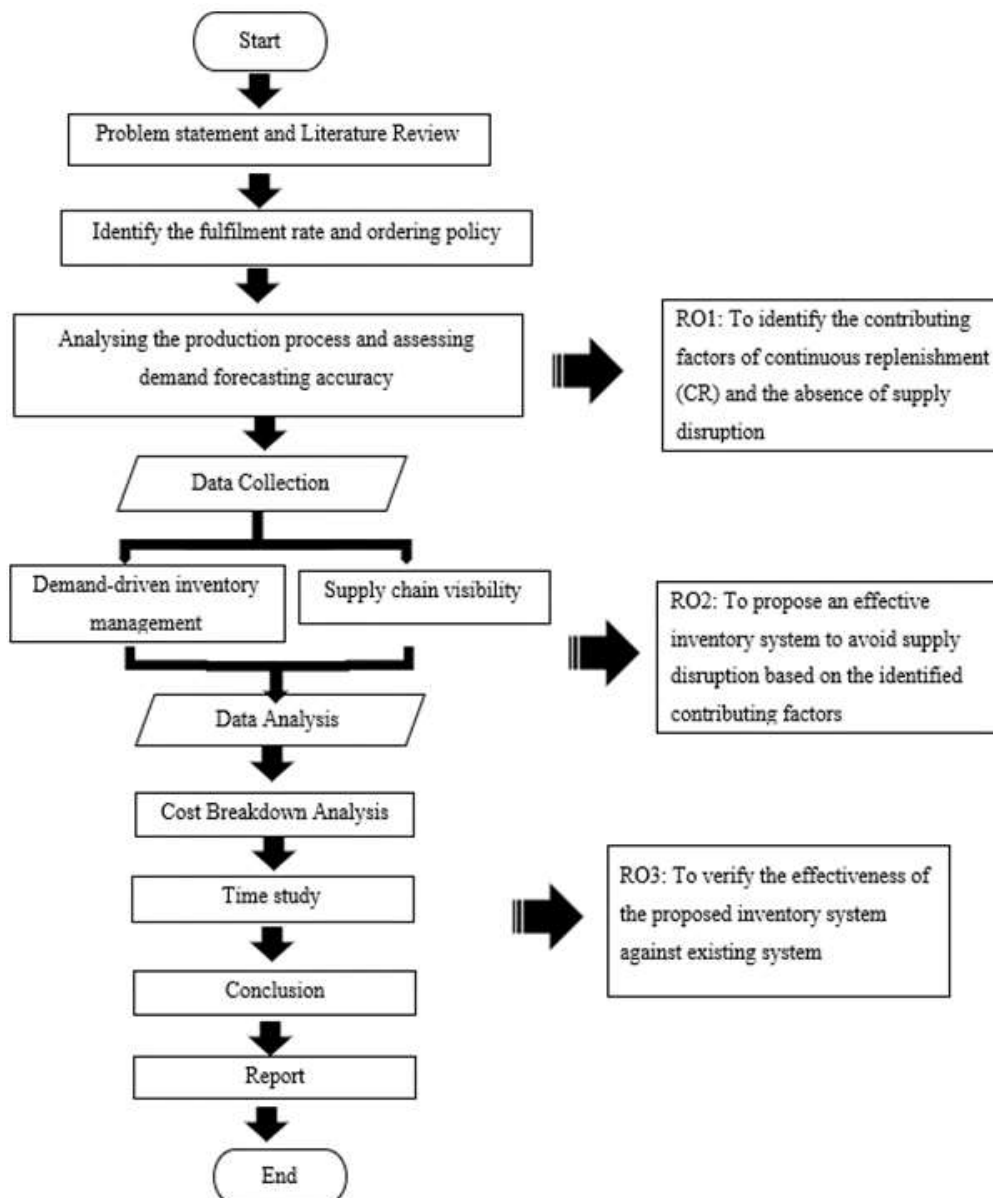 Start
Problem statement and Literature Review
Identify the fulfilment rate and ordering policy
Analysing the production process and assessing
demand forecasting accuracy
RO1: To identify the contributing
factors of continuous replenishment
(CR) and the absence of supply
disruption
Data Collection
Demand-driven inventory
management
Supply chain visibility
RO2: To propose an effective
inventory system to avoid supply
disruption based on the identified
contributing factors
Data Analysis
Cost Breakdown Analysis
Time study
RO3: To verify the effectiveness of
the proposed inventory system
against existing system
Conclusion
Report
End